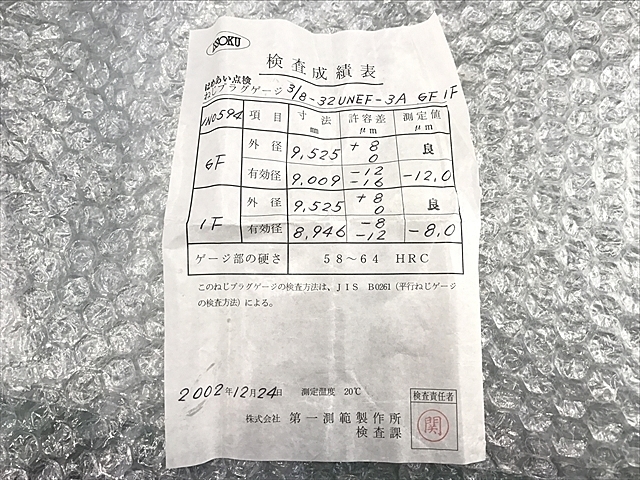 ISOKU
検査成績表
はめあい点検
ねじプラグゲージ 3/8-32UNEF-3A GF IF
NO594 項目 寸法 mm 許容差 μm 測定値 μm
GF 外径 9,525 +8 0 良
有効径 9,009 -12 -16 -12,0
IF 外径 9,525 +8 0 良
有効径 8,946 -8 -12 -8,0
ゲージ部の硬さ 58～64 HRC
このねじプラグゲージの検査方法は、JIS B0261（平行ねじゲージ
の検査方法）による。
2002年12月24日 測定温度 20℃
株式会社 第一測範製作所
検査課
検査責任者
関